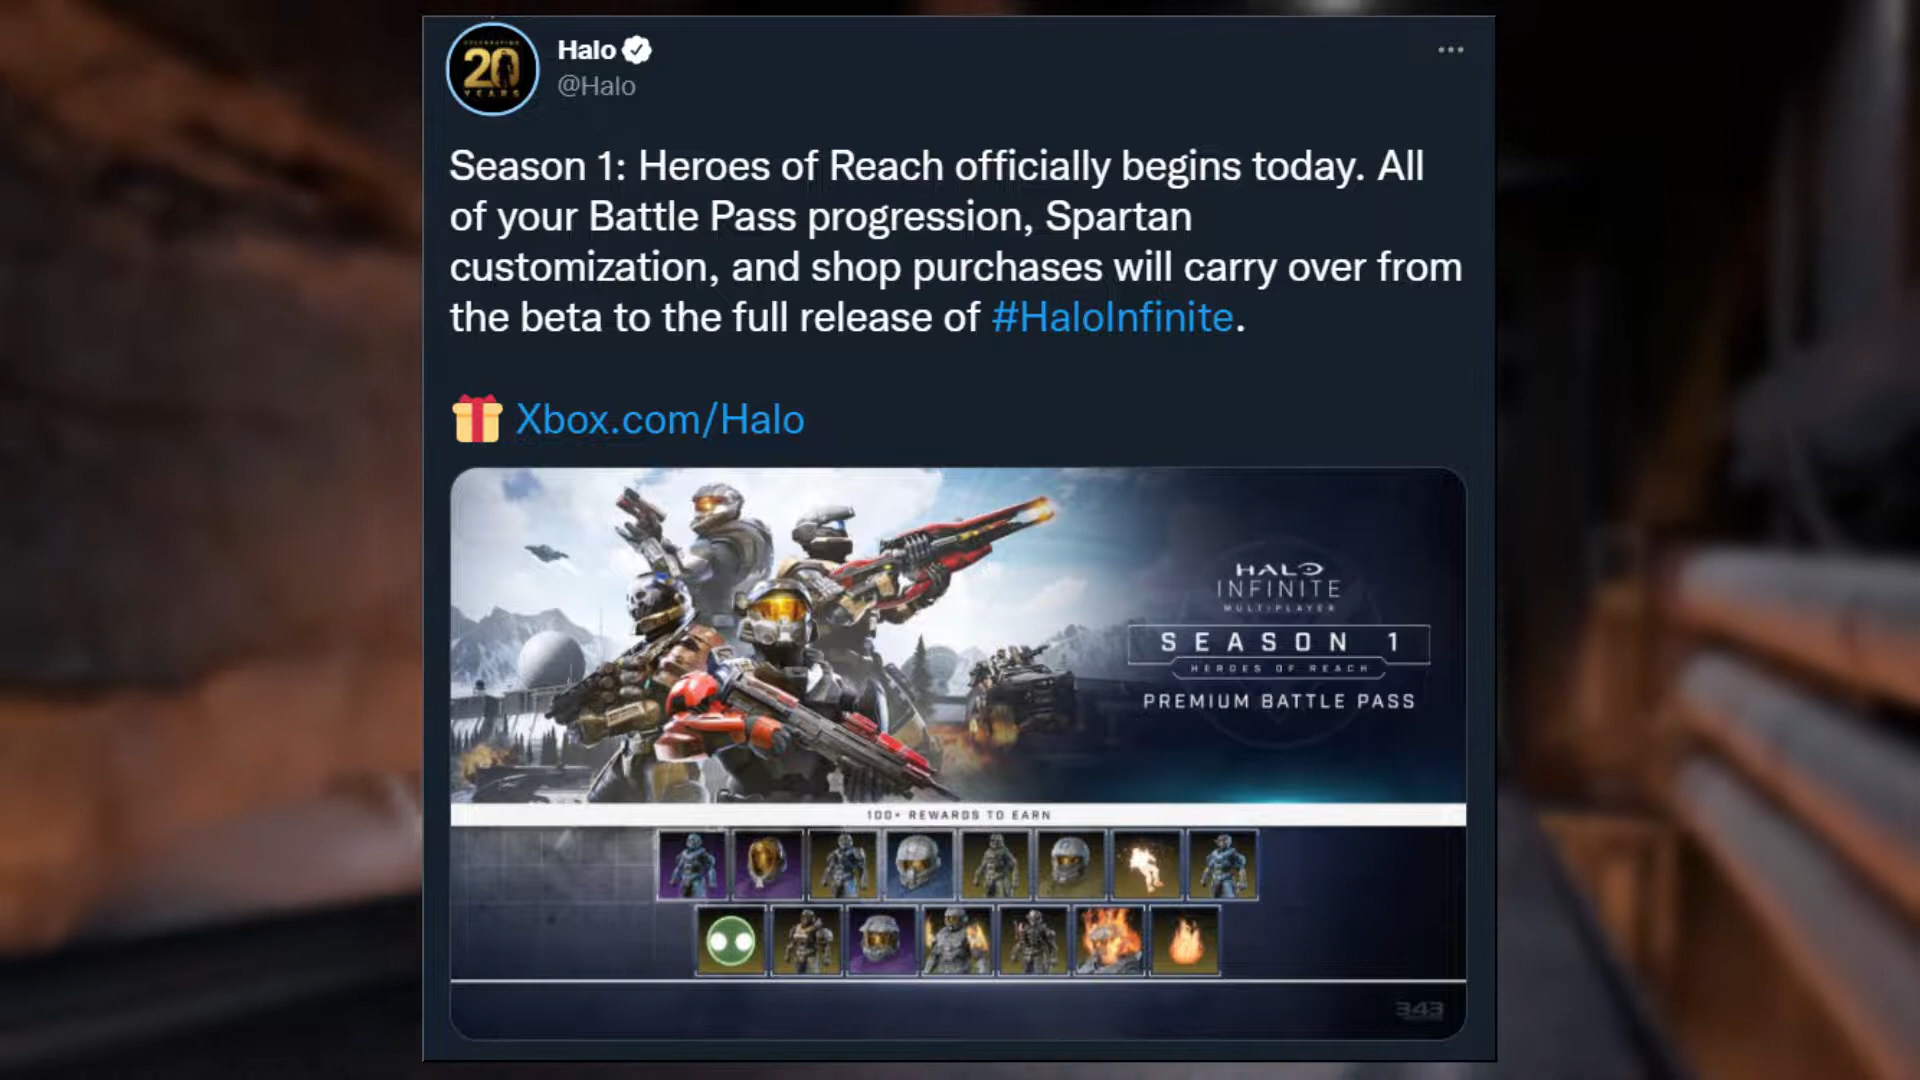 CELEBRATING
20
YEARS
Halo
@Halo
Season 1: Heroes of Reach officially begins today. All
of your Battle Pass progression, Spartan
customization, and shop purchases will carry over from
the beta to the full release of #HaloInfinite.
Xbox.com/Halo
HALO
INFINITE
MULTIPLAYER
SEASON 1
HEROES OF REACH
PREMIUM BATTLE PASS
100+ REWARDS TO EARN
343